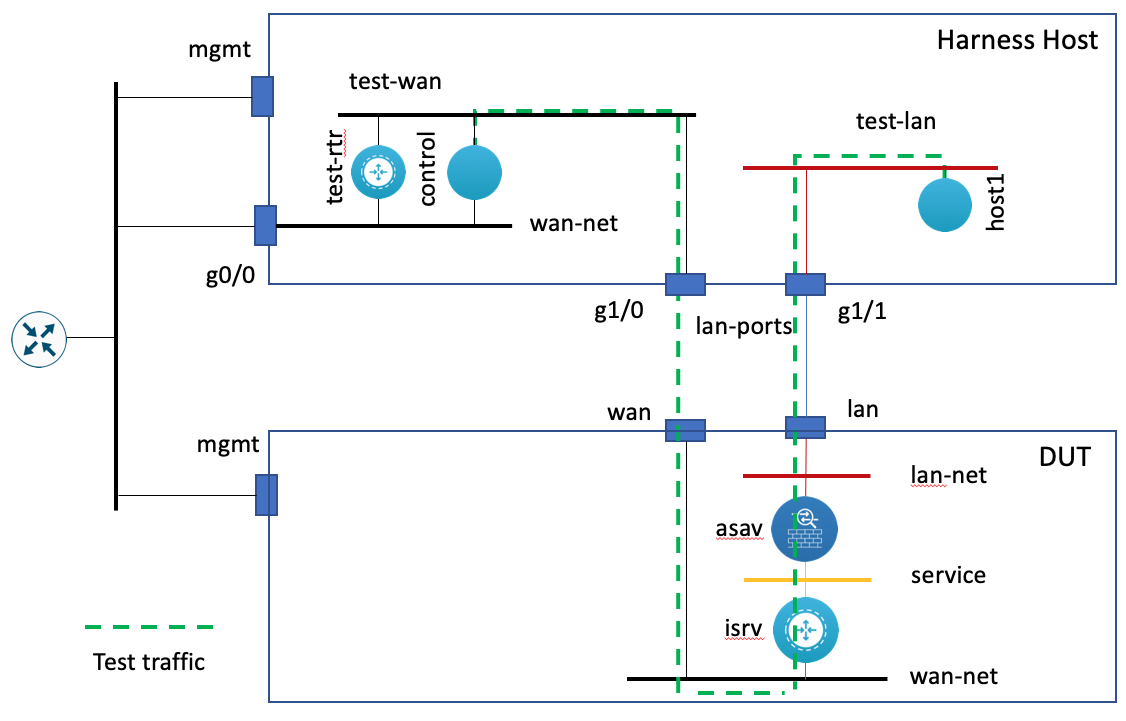 Harness Host
mgmt
test-wan
test-lan
test-rtr
control
host1
wan-net
g0/0
g1/0
lan-ports
g1/1
wan
lan
mgmt
DUT
lan-net
asav
service
isrv
Test traffic
wan-net